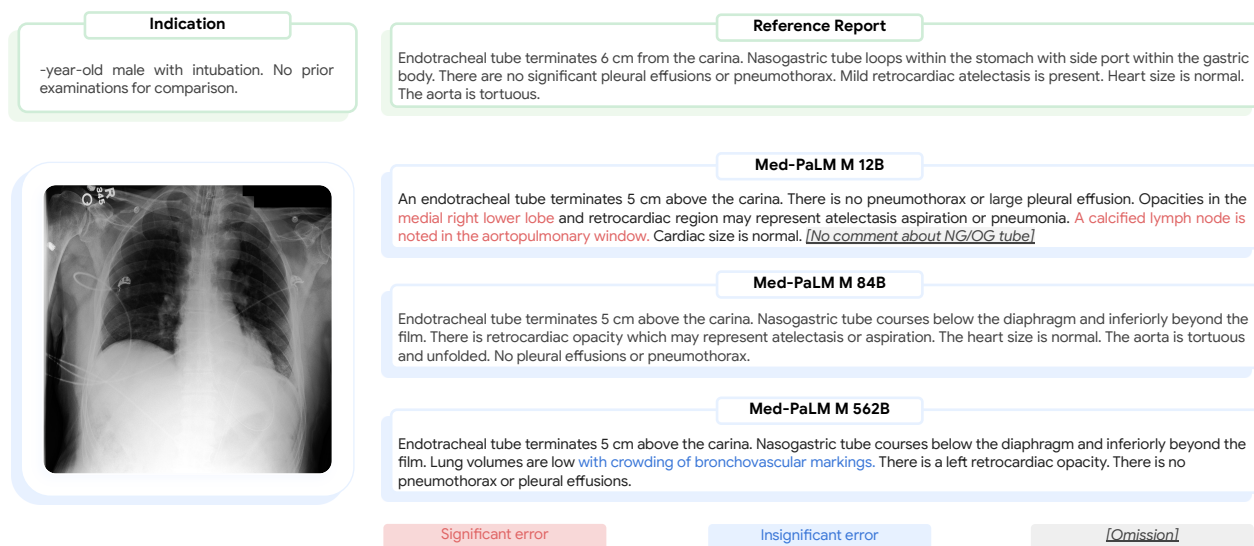 Indication
-year-old male with intubation. No prior
examinations for comparison.
Reference Report
Endotracheal tube terminates 6 cm from the carina. Nasogastric tube loops within the stomach with side port within the gastric
body. There are no significant pleural effusions or pneumothorax. Mild retrocardiac atelectasis is present. Heart size is normal.
The aorta is tortuous.
R
345
Med-PaLM M 12B
An endotracheal tube terminates 5 cm above the carina. There is no pneumothorax or large pleural effusion. Opacities in the
medial right lower lobe and retrocardiac region may represent atelectasis aspiration or pneumonia. A calcified lymph node is
noted in the aortopulmonary window. Cardiac size is normal. [No comment about NG/OG tube]
Med-PaLM M 84B
Endotracheal tube terminates 5 cm above the carina. Nasogastric tube courses below the diaphragm and inferiorly beyond the
film. There is retrocardiac opacity which may represent atelectasis or aspiration. The heart size is normal. The aorta is tortuous
and unfolded. No pleural effusions or pneumothorax.
Med-PaLM M 562B
Endotracheal tube terminates 5 cm above the carina. Nasogastric tube courses below the diaphragm and inferiorly beyond the
film. Lung volumes are low with crowding of bronchovascular markings. There is a left retrocardiac opacity. There is no
pneumothorax or pleural effusions.
Significant error
Insignificant error
[Omission]